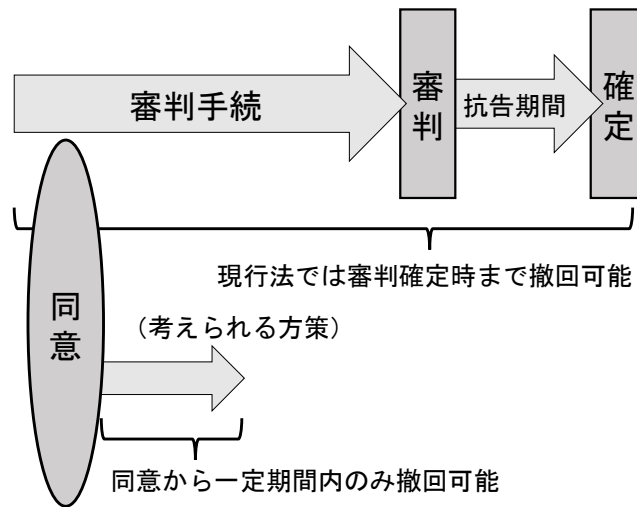 審判手続
審判
抗告期間
確定
現行法では審判確定時まで撤回可能
同意
（考えられる方策）
同意から一定期間内のみ撤回可能